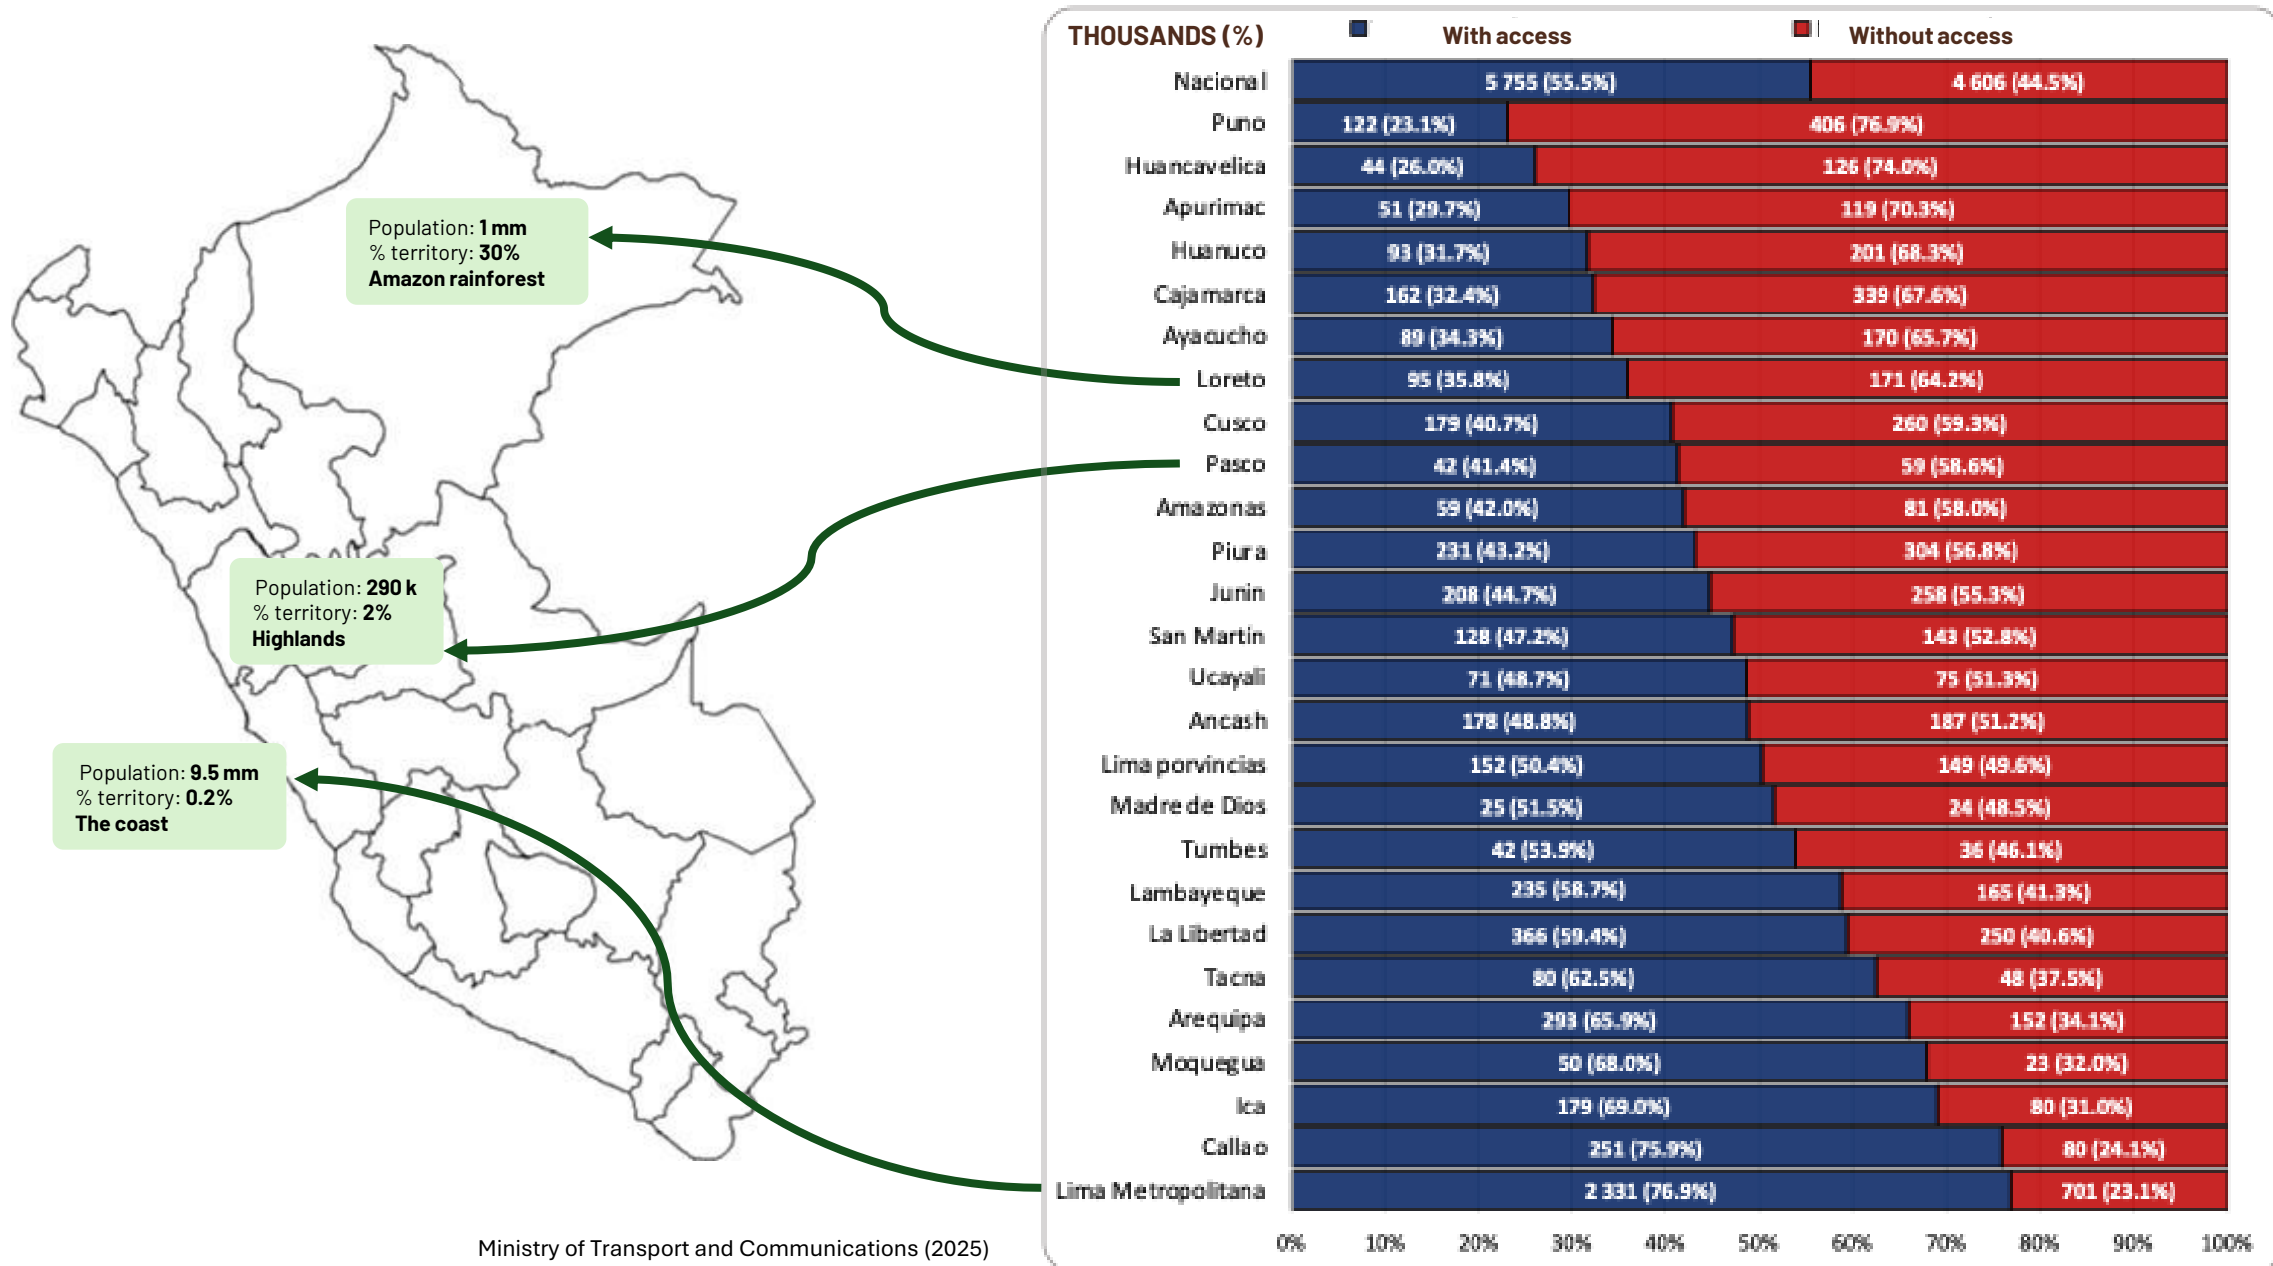 THOUSANDS (%)
With access
Without access
Nacional 5 755 (55.5%) 4 606 (44.5%)
Puno 122 (23.1%) 406 (76.9%)
Huancavelica 44 (26.0%) 126 (74.0%)
Apurimac 51 (29.7%) 119 (70.3%)
Huanuco 93 (31.7%) 201 (68.3%)
Cajamarca 162 (32.4%) 339 (67.6%)
Ayacucho 89 (34.3%) 170 (65.7%)
Loreto 95 (35.8%) 171 (64.2%)
Cusco 179 (40.7%) 260 (59.3%)
Pasco 42 (41.4%) 59 (58.6%)
Amazonas 59 (42.0%) 81 (58.0%)
Piura 231 (43.2%) 304 (56.8%)
Junin 208 (44.7%) 258 (55.3%)
San Martin 128 (47.2%) 143 (52.8%)
Ucayali 71 (48.7%) 75 (51.3%)
Ancash 178 (48.8%) 187 (51.2%)
Lima porvincias 152 (50.4%) 149 (49.6%)
Madre de Dios 25 (51.5%) 24 (48.5%)
Tumbes 42 (53.9%) 36 (46.1%)
Lambayeque 235 (58.7%) 165 (41.3%)
La Libertad 366 (59.4%) 250 (40.6%)
Tacna 80 (62.5%) 48 (37.5%)
Arequipa 293 (65.9%) 152 (34.1%)
Moquegua 50 (68.0%) 23 (32.0%)
Ica 179 (69.0%) 80 (31.0%)
Callao 251 (75.9%) 80 (24.1%)
Lima Metropolitana 2 331 (76.9%) 701 (23.1%)
0% 10% 20% 30% 40% 50% 60% 70% 80% 90% 100%
Population: 1 mm
% territory: 30%
Amazon rainforest
Population: 290 k
% territory: 2%
Highlands
Population: 9.5 mm
% territory: 0.2%
The coast
Ministry of Transport and Communications (2025)